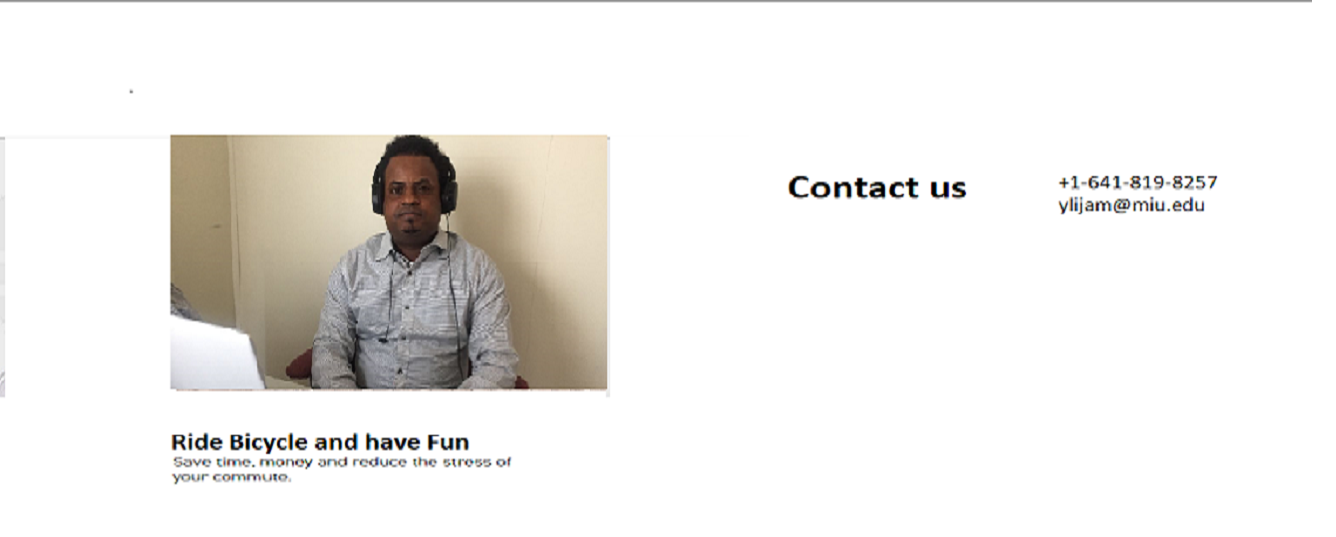 Contact us
+1-641-819-8257
ylijam@miu.edu
Ride Bicycle and have Fun
Save time, money and reduce the stress of
your commute.